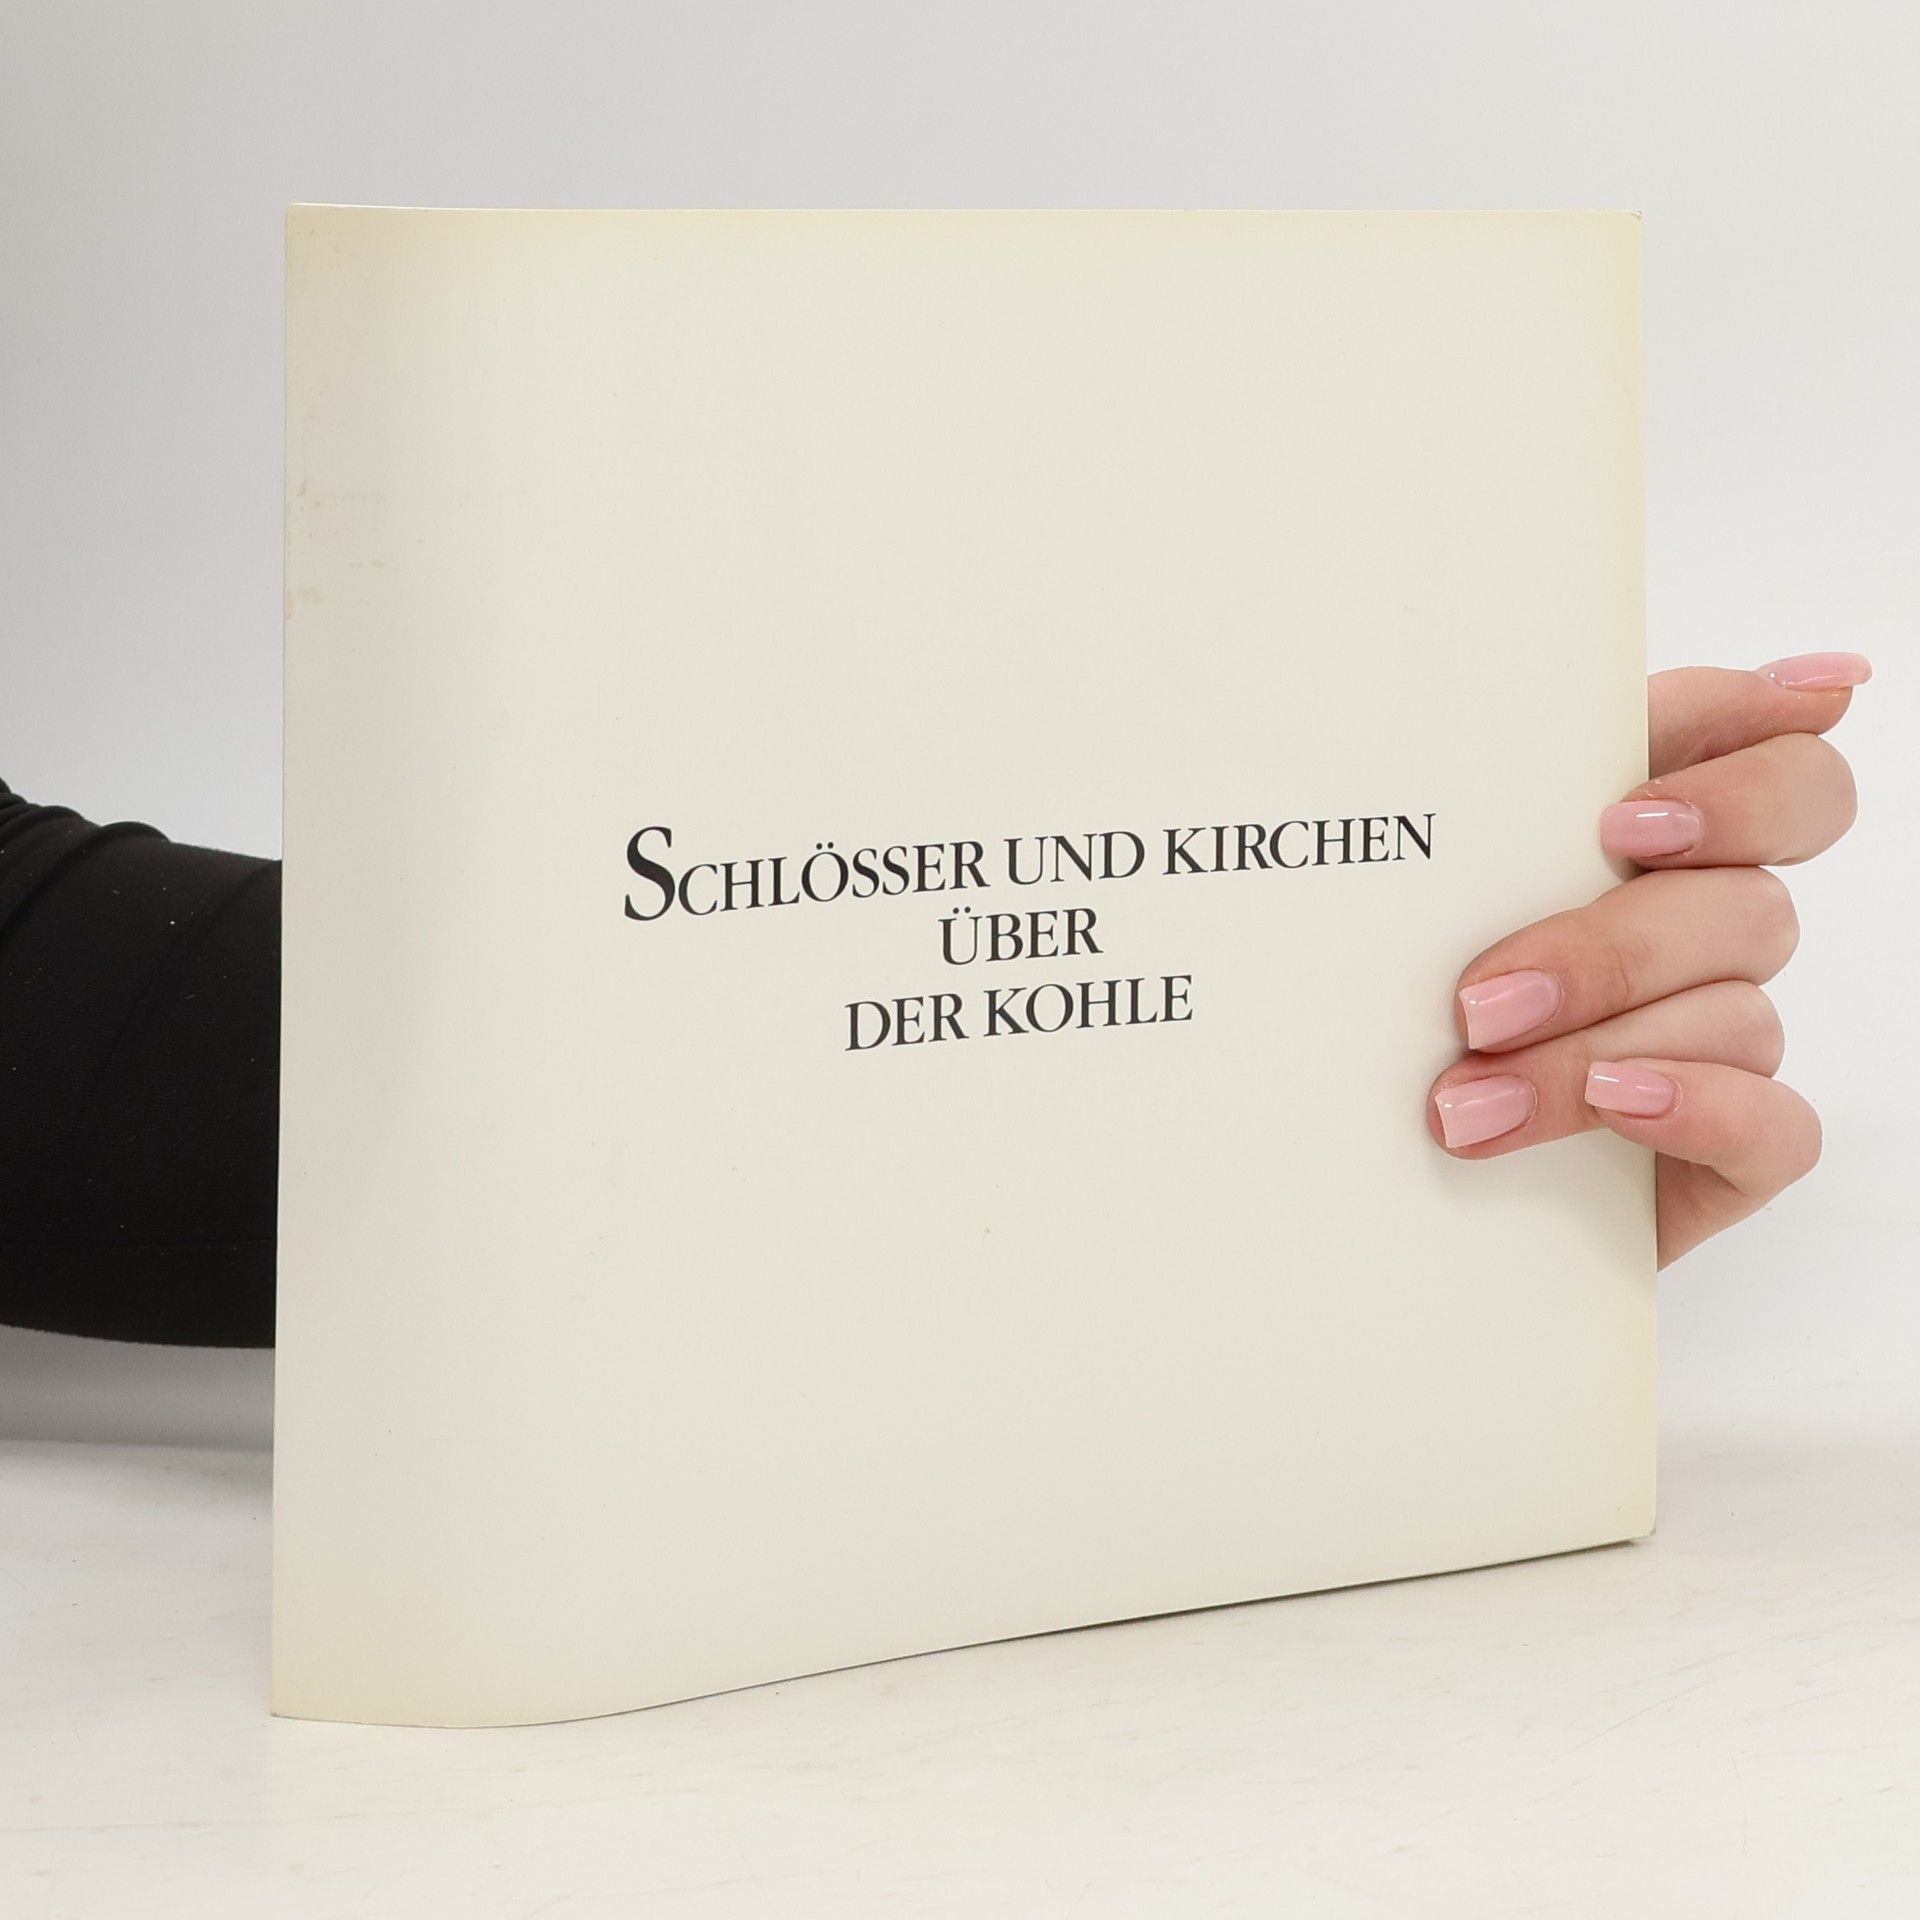 SCHLÖSSER UND KIRCHEN
ÜBER
DER KOHLE